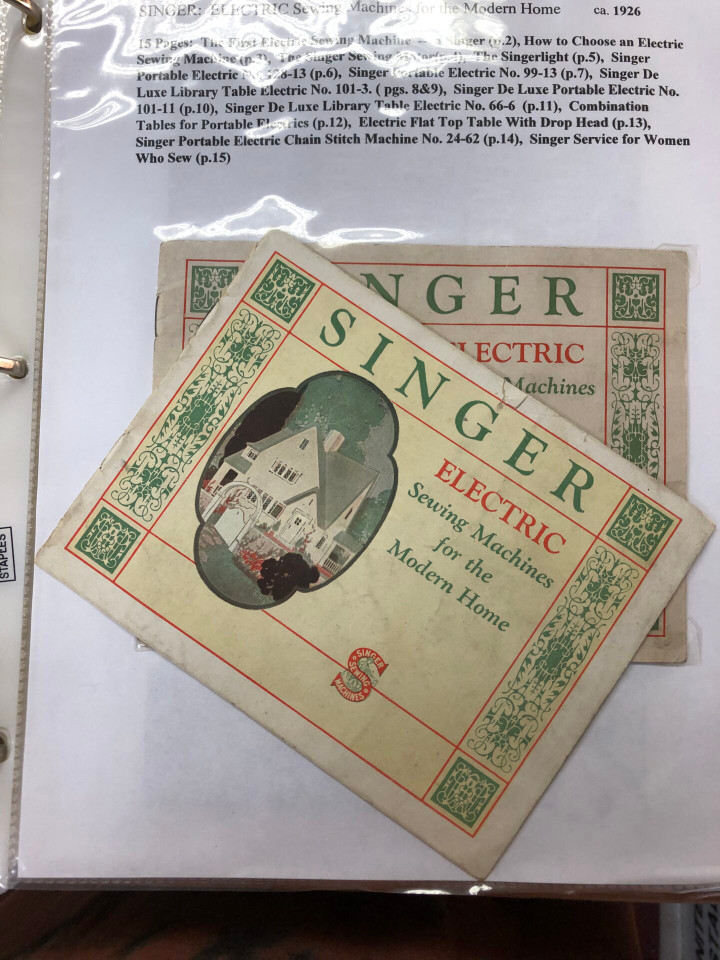 SINGER: ELECTRIC Sewing Machines for the Modern Home ca. 1926
15 Pages: The First Electric Sewing Machine Singer (p.2), How to Choose an Electric
Sewing Machine The Singer Sewing The Singerlight (p.5), Singer
Portable Electric (p.6), Singer Portable Electric No. 99-13 (p.7), Singer De
Luxe Library Table Electric No. 101-3. ( pgs. 8&9), Singer De Luxe Portable Electric No.
101-11 (p.10), Singer De Luxe Library Table Electric No. 66-6 (p.11), Combination
Tables for Portable Electrics (p.12), Electric Flat Top Table With Drop Head (p.13),
Singer Portable Electric Chain Stitch Machine No. 24-62 (p.14), Singer Service for Women
Who Sew (p.15)
NGER
ELECTRIC
Machines
SINGER
ELECTRIC
Sewing Machines
for the
Modern Home
SINGER
SEWING
MACHINES
STAPLES